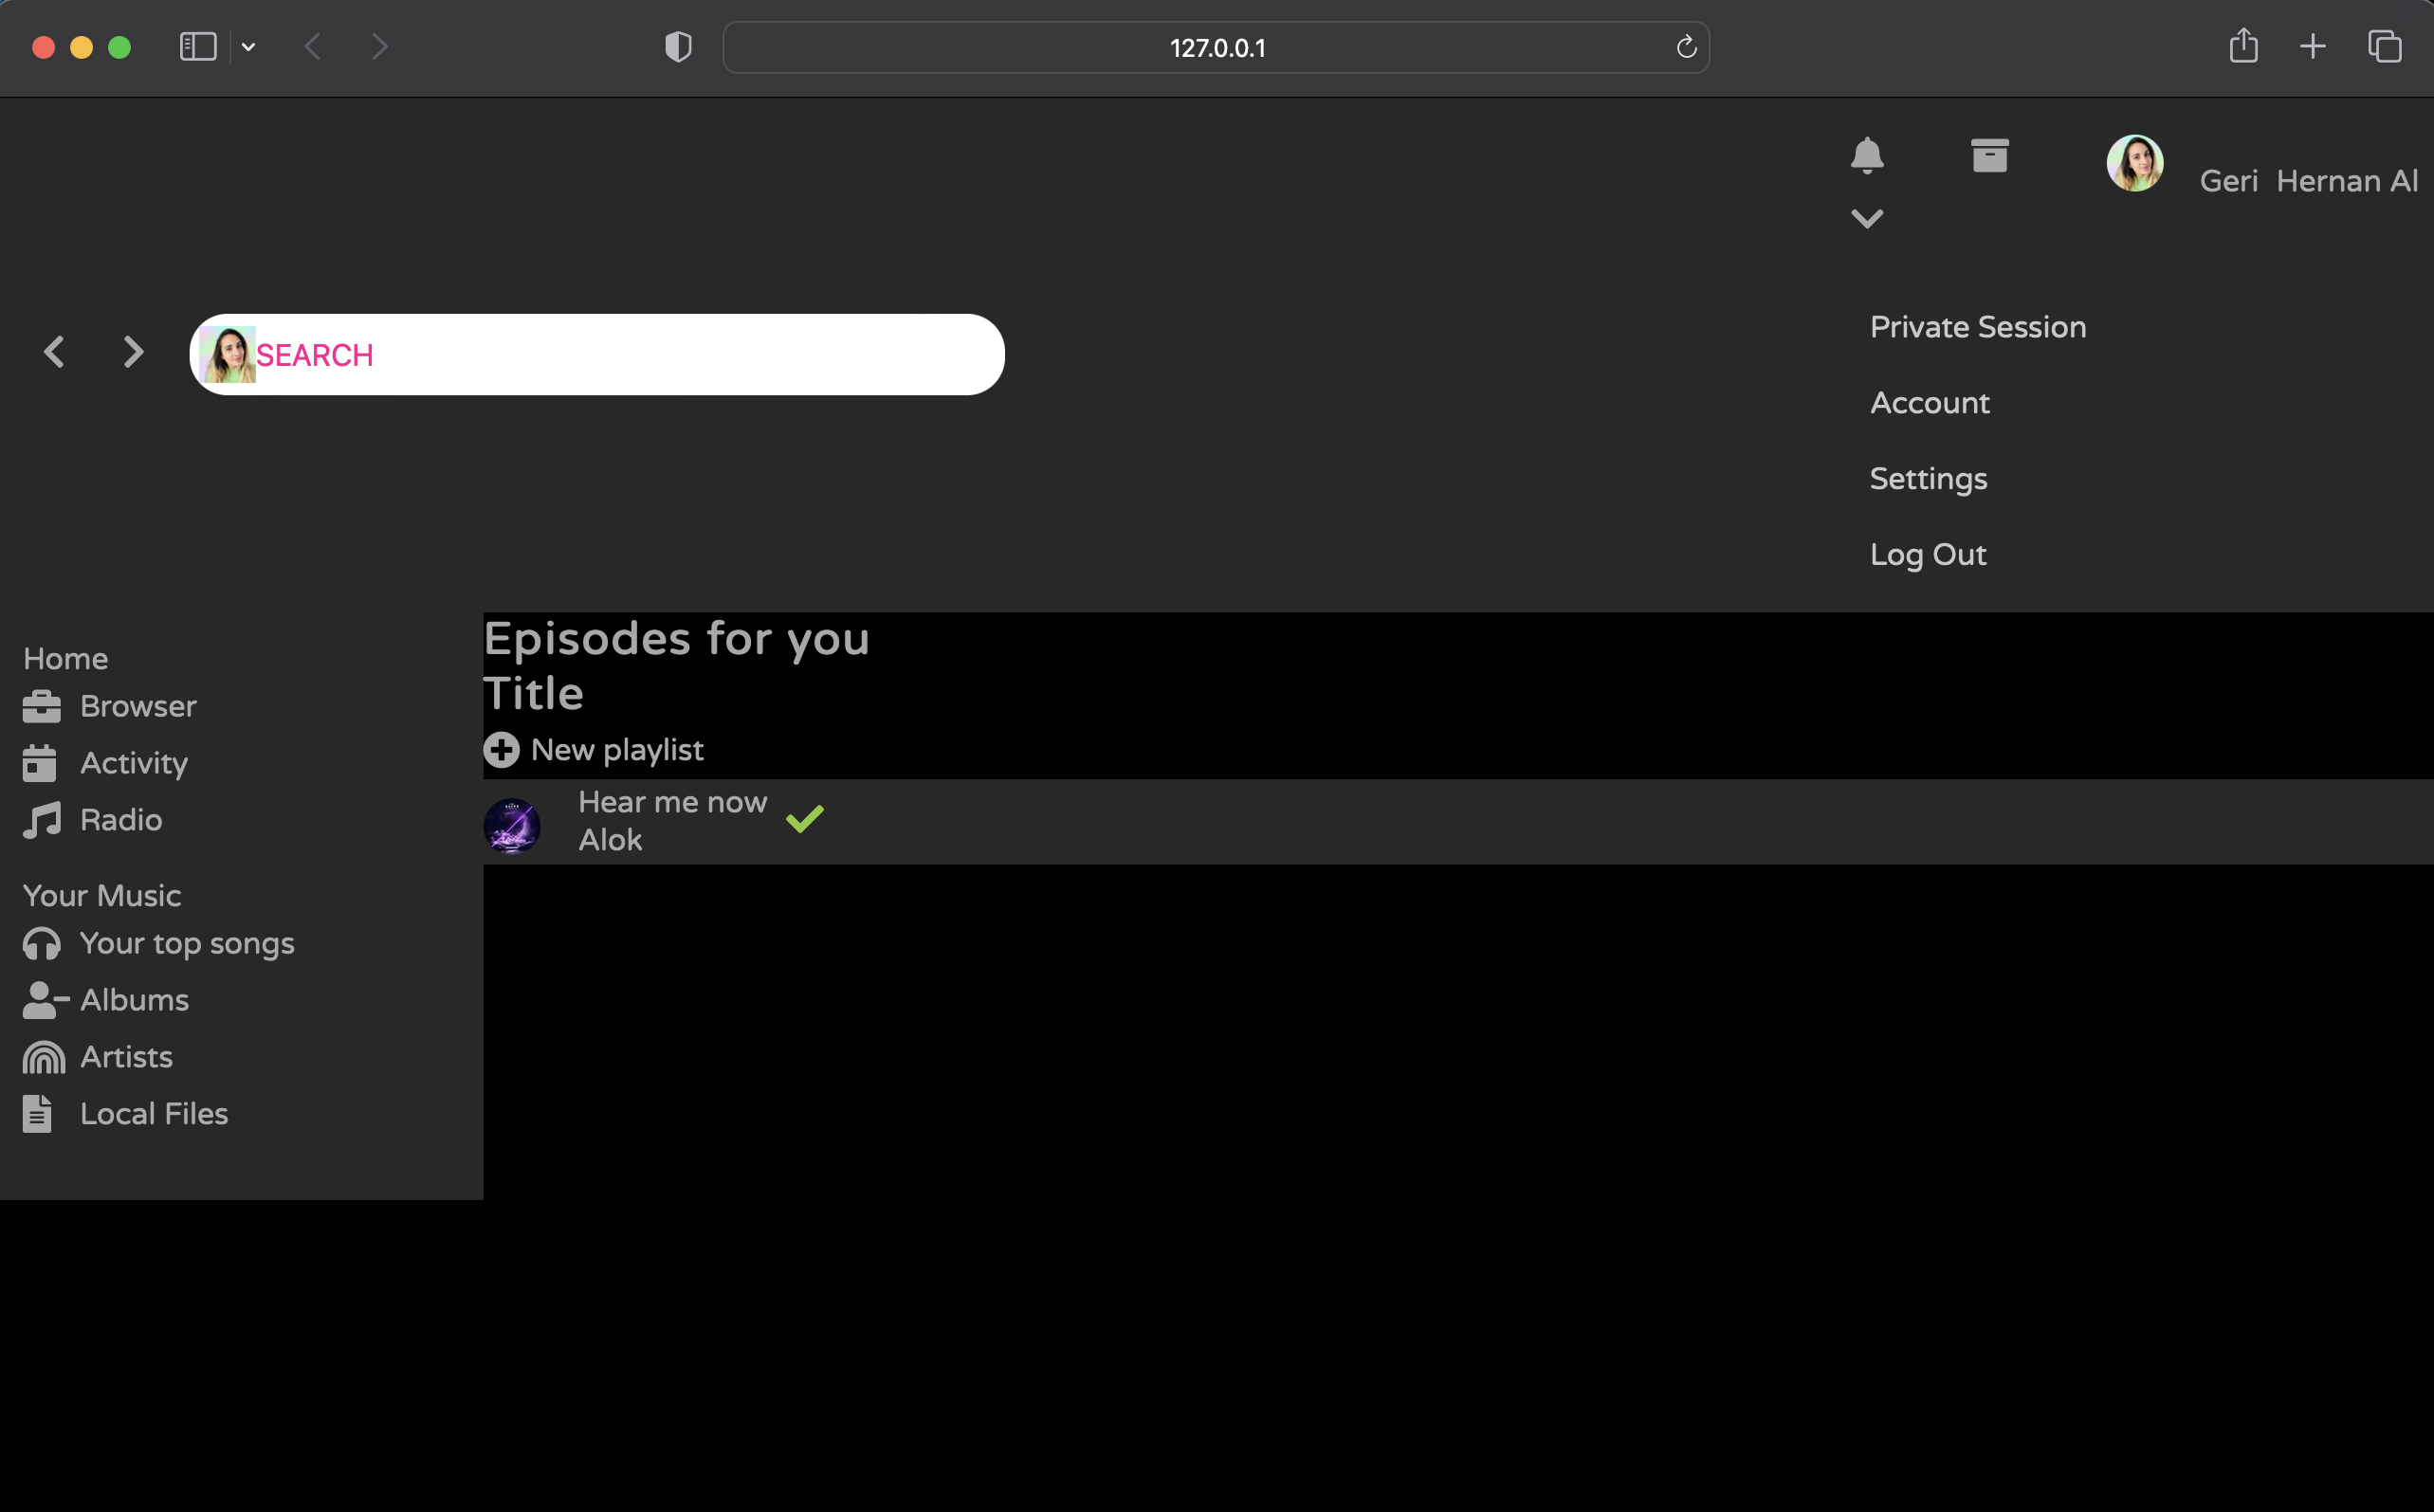 127.0.0.1
Geri Hernan Al
SEARCH
Private Session
Account
Settings
Log Out
Home
Browser
Activity
Radio
Your Music
Your top songs
Albums
Artists
Local Files
Episodes for you
Title
New playlist
Hear me now
Alok